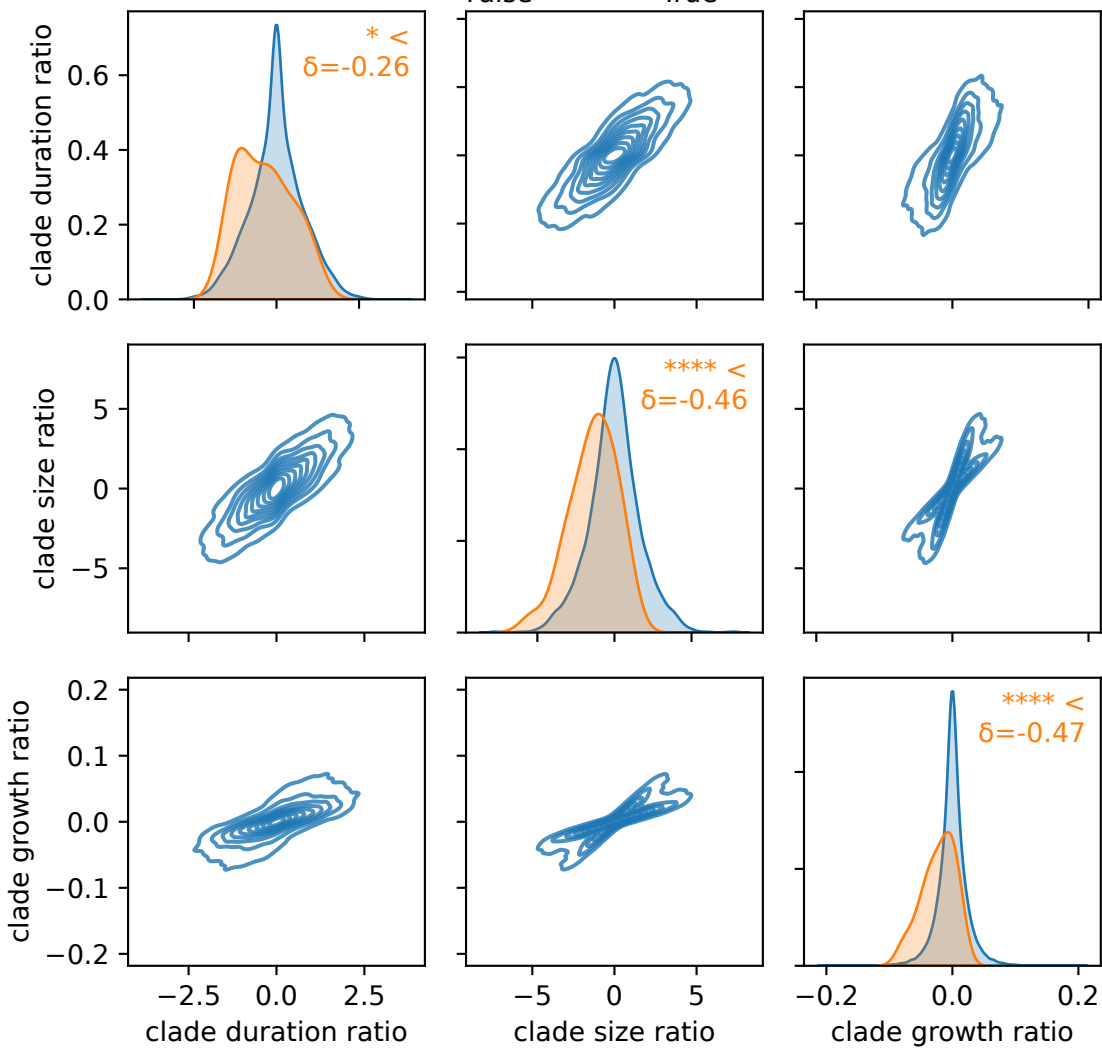 clade duration ratio
0.6
0.4
0.2
0.0
* <
δ=-0.26
clade size ratio
5
0
−5
**** <
δ=-0.46
clade growth ratio
0.2
0.1
0.0
−0.1
−0.2
**** <
δ=-0.47
−2.5 0.0 2.5
−5 0 5
−0.2 0.0 0.2
clade duration ratio
clade size ratio
clade growth ratio